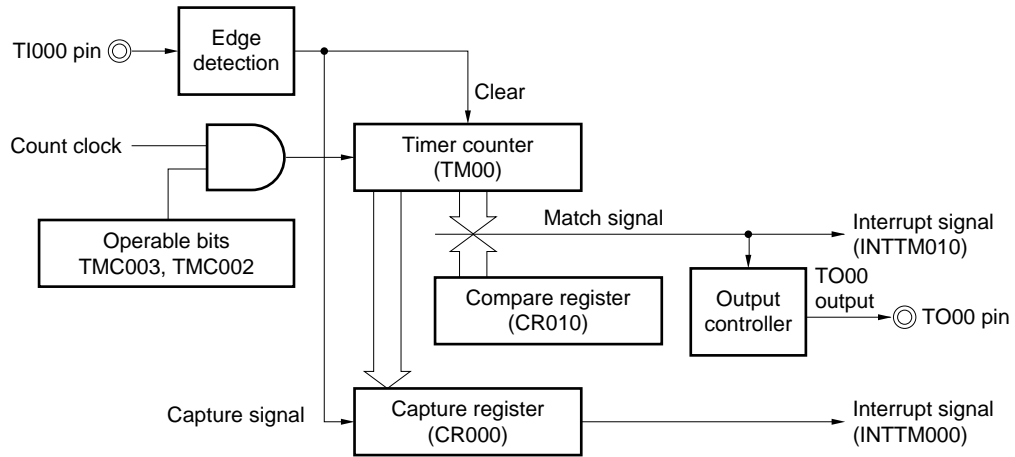 TI000 pin
Edge
detection
Clear
Count clock
Timer counter
(TM00)
Operable bits
TMC003, TMC002
Match signal
Interrupt signal
(INTTM010)
Compare register
(CR010)
Output
controller
TO00
output
TO00 pin
Capture signal
Capture register
(CR000)
Interrupt signal
(INTTM000)